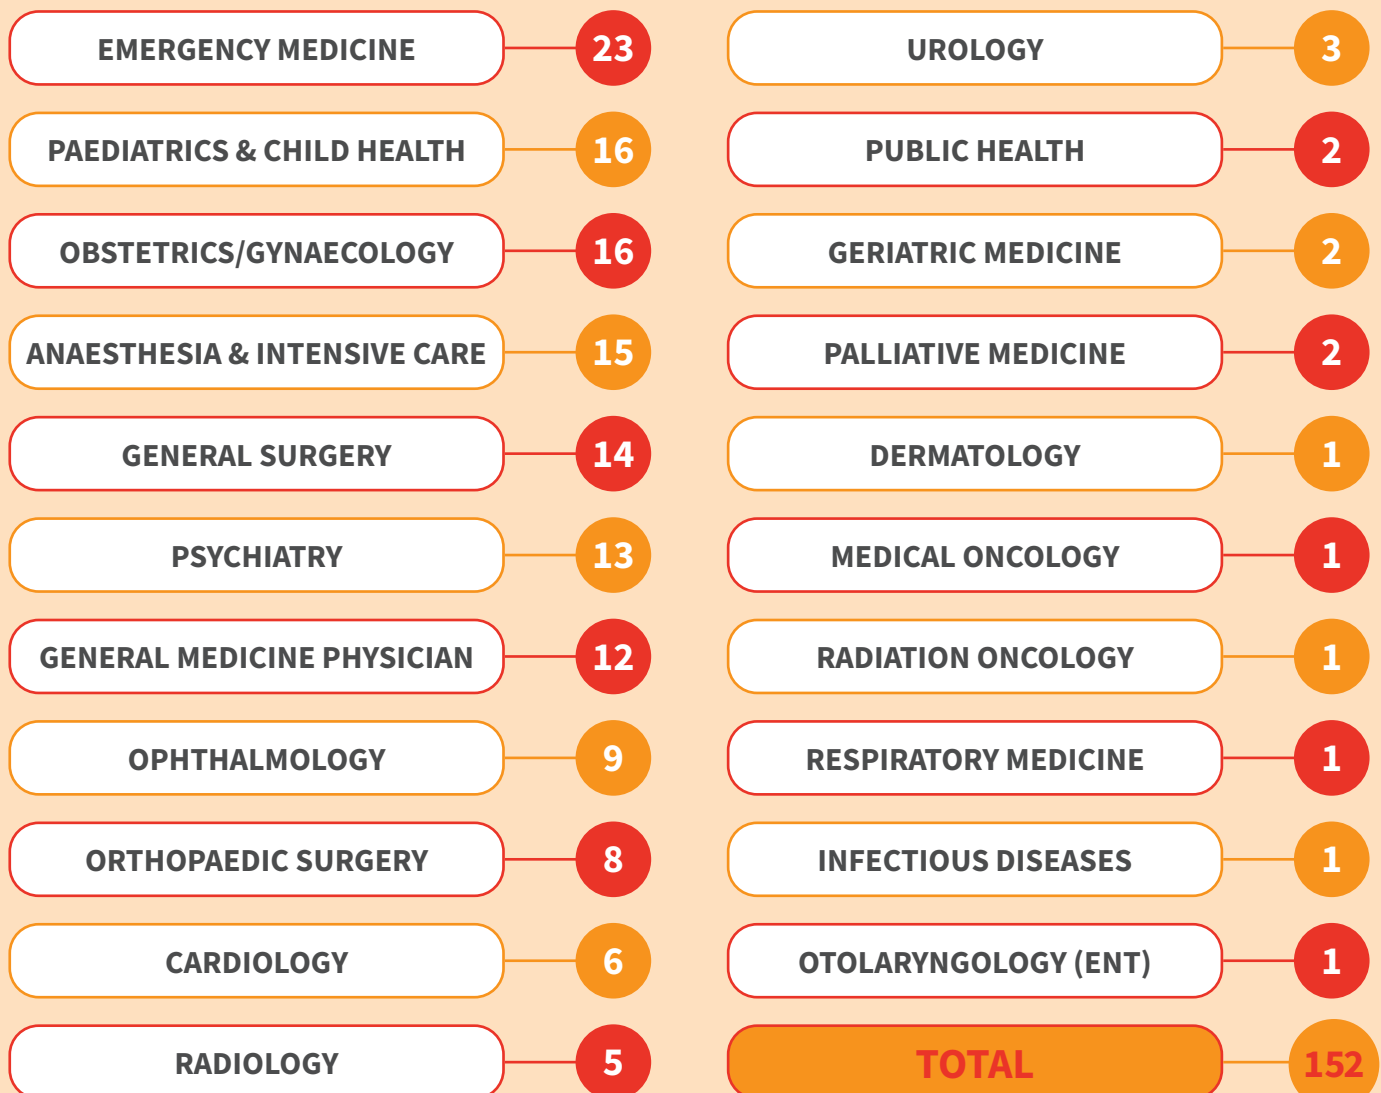 EMERGENCY MEDICINE 23
PAEDIATRICS & CHILD HEALTH 16
OBSTETRICS/GYNAECOLOGY 16
ANAESTHESIA & INTENSIVE CARE 15
GENERAL SURGERY 14
PSYCHIATRY 13
GENERAL MEDICINE PHYSICIAN 12
OPHTHALMOLOGY 9
ORTHOPAEDIC SURGERY 8
CARDIOLOGY 6
RADIOLOGY 5
UROLOGY 3
PUBLIC HEALTH 2
GERIATRIC MEDICINE 2
PALLIATIVE MEDICINE 2
DERMATOLOGY 1
MEDICAL ONCOLOGY 1
RADIATION ONCOLOGY 1
RESPIRATORY MEDICINE 1
INFECTIOUS DISEASES 1
OTOLARYNGOLOGY (ENT) 1
TOTAL 152